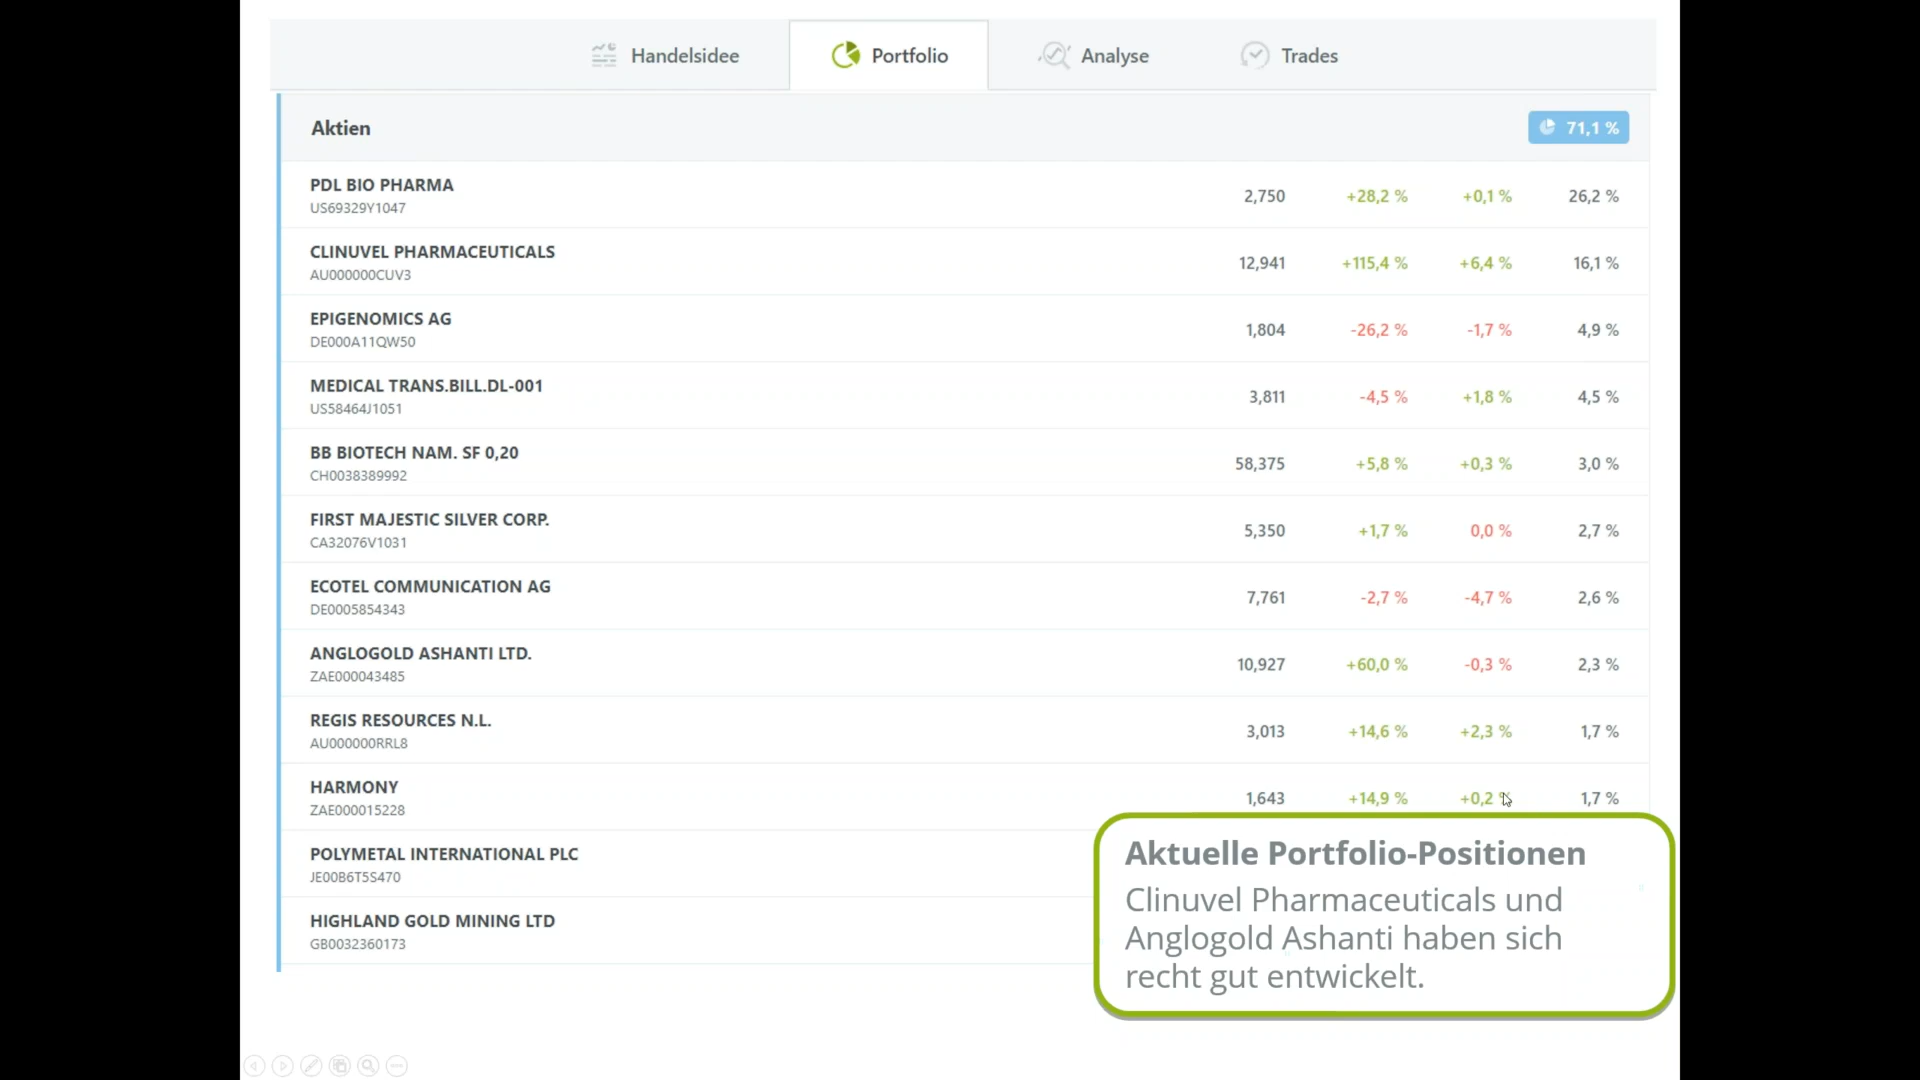 Handelsidee Portfolio Analyse Trades
Aktien 71,1 %
PDL BIO PHARMA
US69329Y1047
2,750 +28,2 % +0,1 % 26,2 %
CLINUVEL PHARMACEUTICALS
AU000000CUV3
12,941 +115,4 % +6,4 % 16,1 %
EPIGENOMICS AG
DE000A11QW50
1,804 -26,2 % -1,7 % 4,9 %
MEDICAL TRANS.BILL.DL-001
US58464J1051
3,811 -4,5 % +1,8 % 4,5 %
BB BIOTECH NAM. SF 0,20
CH0038389992
58,375 +5,8 % +0,3 % 3,0 %
FIRST MAJESTIC SILVER CORP.
CA32076V1031
5,350 +1,7 % 0,0 % 2,7 %
ECOTEL COMMUNICATION AG
DE0005854343
7,761 -2,7 % -4,7 % 2,6 %
ANGLOGOLD ASHANTI LTD.
ZAE000043485
10,927 +60,0 % -0,3 % 2,3 %
REGIS RESOURCES N.L.
AU000000RRL8
3,013 +14,6 % +2,3 % 1,7 %
HARMONY
ZAE000015228
1,643 +14,9 % +0,2 % 1,7 %
POLYMETAL INTERNATIONAL PLC
JE00B6T5S470
HIGHLAND GOLD MINING LTD
GB0032360173
Aktuelle Portfolio-Positionen
Clinuvel Pharmaceuticals und
Anglogold Ashanti haben sich
recht gut entwickelt.